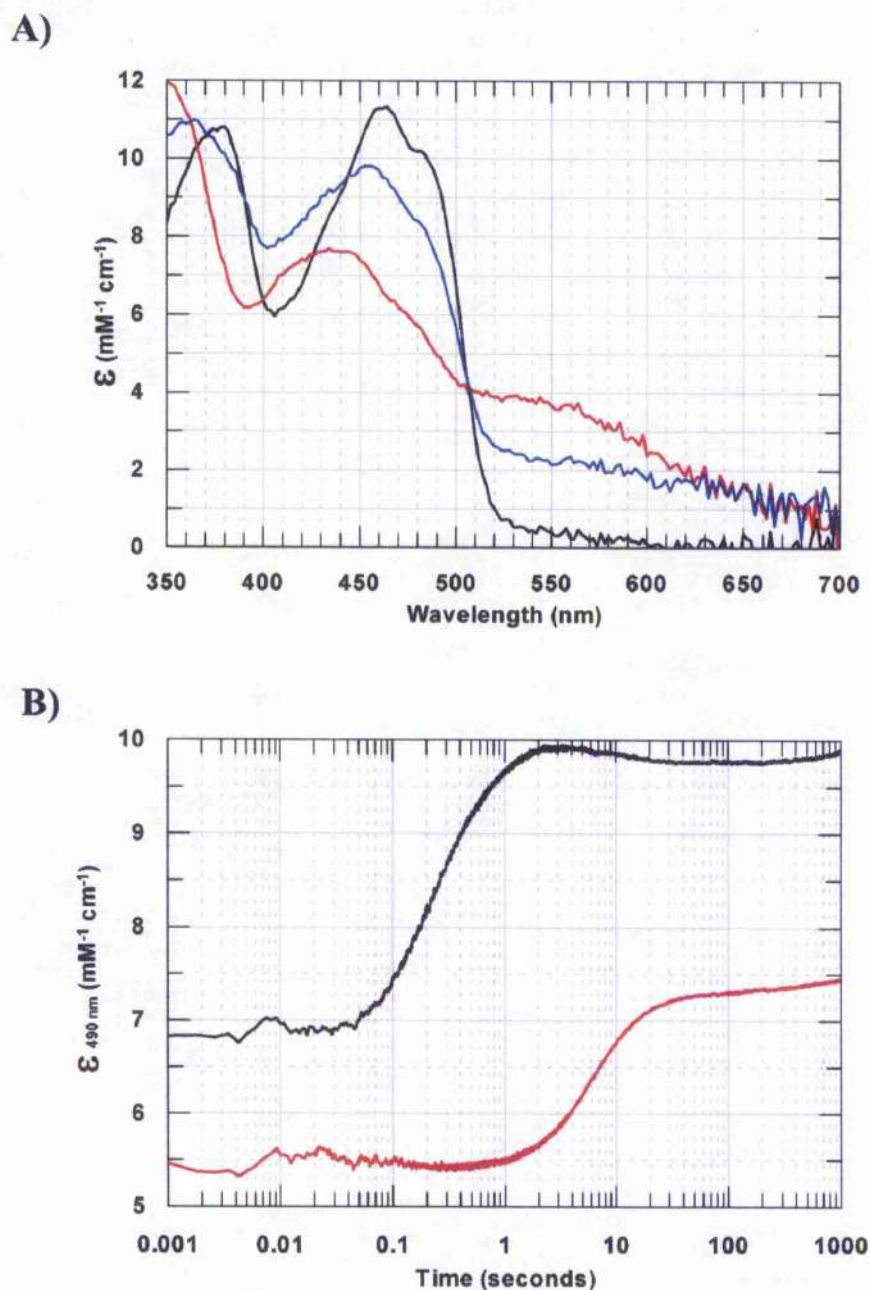 A)
12
10
8
6
4
2
0
ε (mM⁻¹ cm⁻¹)
350 400 450 500 550 600 650 700
Wavelength (nm)
B)
10
9
8
7
6
5
ε 490 nm (mM⁻¹ cm⁻¹)
0.001 0.01 0.1 1 10 100 1000
Time (seconds)